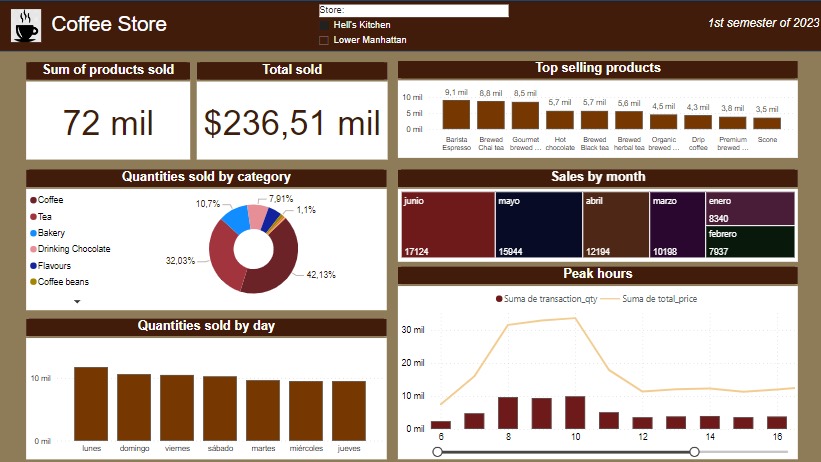 Coffee Store
Store:
Hell's Kitchen
Lower Manhattan
1st semester of 2023
Sum of products sold
72 mil
Total sold
$236,51 mil
Top selling products
10 mil
5 mil
0 mil
9,1 mil
8,8 mil
8,5 mil
5,7 mil
5,7 mil
5,6 mil
4,5 mil
4,3 mil
3,8 mil
3,5 mil
Barista Espresso
Brewed Chai tea
Gourmet brewed ...
Hot chocolate
Brewed Black tea
Brewed herbal tea
Organic brewed ...
Drip coffee
Premium brewed ...
Scone
Quantities sold by category
Coffee
Tea
Bakery
Drinking Chocolate
Flavours
Coffee beans
10,7%
7,91%
1,1%
32,03%
42,13%
Sales by month
junio
17124
mayo
15944
abril
12194
marzo
10198
enero
8340
febrero
7937
Quantities sold by day
10 mil
0 mil
lunes
domingo
viernes
sábado
martes
miércoles
jueves
Peak hours
Suma de transaction_qty
Suma de total_price
30 mil
20 mil
10 mil
0 mil
6
8
10
12
14
16